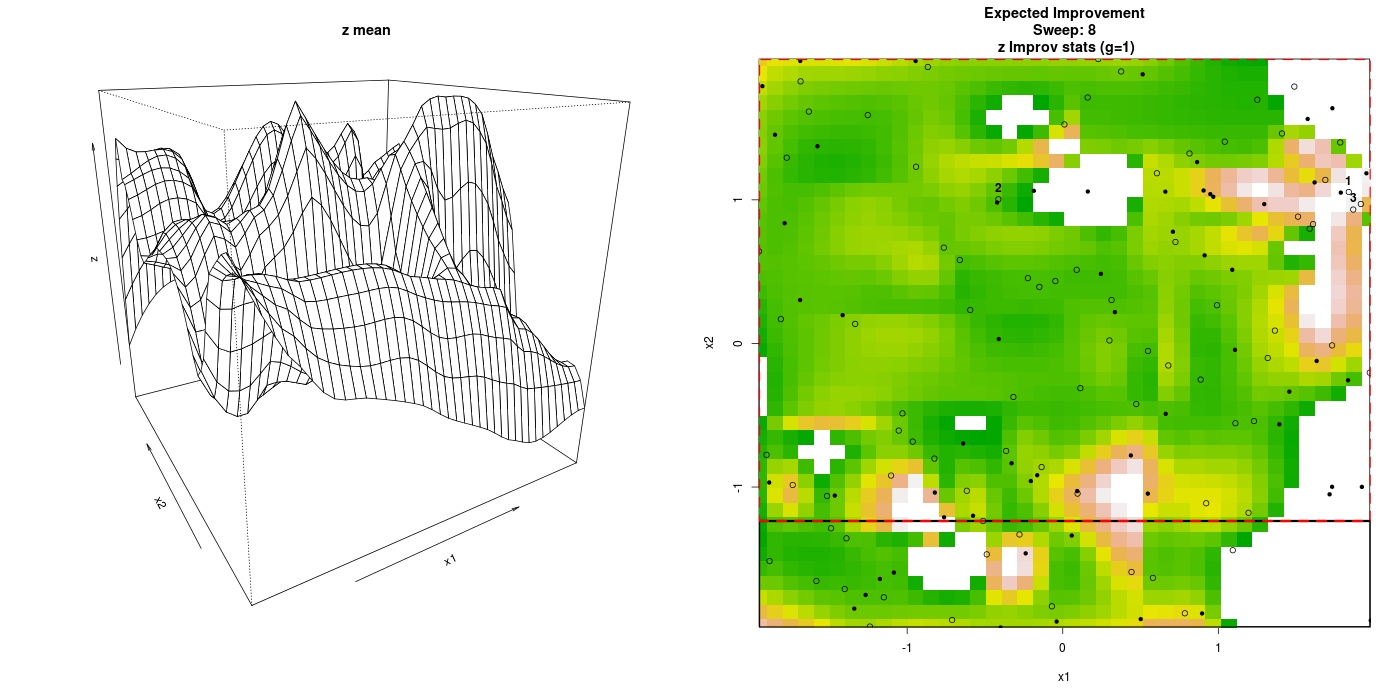 z mean
z
x2
x1
Expected Improvement
Sweep: 8
z Improv stats (g=1)
x2
1
0
-1
2
1
3
-1
0
1
x1